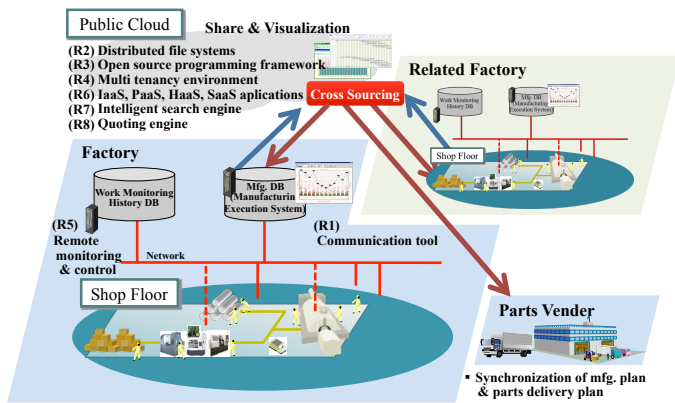 Public Cloud
Share & Visualization
(R2) Distributed file systems
(R3) Open source programming framework
(R4) Multi tenancy environment
(R6) IaaS, PaaS, HaaS, SaaS aplications
(R7) Intelligent search engine
(R8) Quoting engine
Cross Sourcing
Related Factory
Work Monitoring
History DB
Mfg. DB
(Manufacturing
Execution System)
Shop Floor
Factory
Work Monitoring
History DB
Mfg. DB
(Manufacturing
Execution System)
(R5)
Remote
monitoring
& control
(R1)
Communication tool
Network
Shop Floor
Parts Vender
▪ Synchronization of mfg. plan
& parts delivery plan